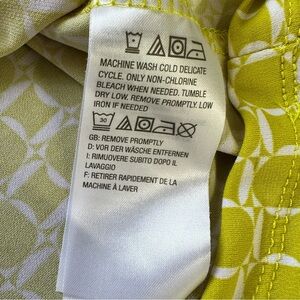 MACHINE WASH COLD DELICATE
CYCLE. ONLY NON-CHLORINE
BLEACH WHEN NEEDED. TUMBLE
DRY LOW. REMOVE PROMPTLY. LOW
IRON IF NEEDED
30
GB: REMOVE PROMPTLY
D: VOR DER WÄSCHE ENTFERNEN
I: RIMUOVERE SUBITO DOPO IL
LAVAGGIO
F: RETIRER RAPIDEMENT DE LA
MACHINE À LAVER